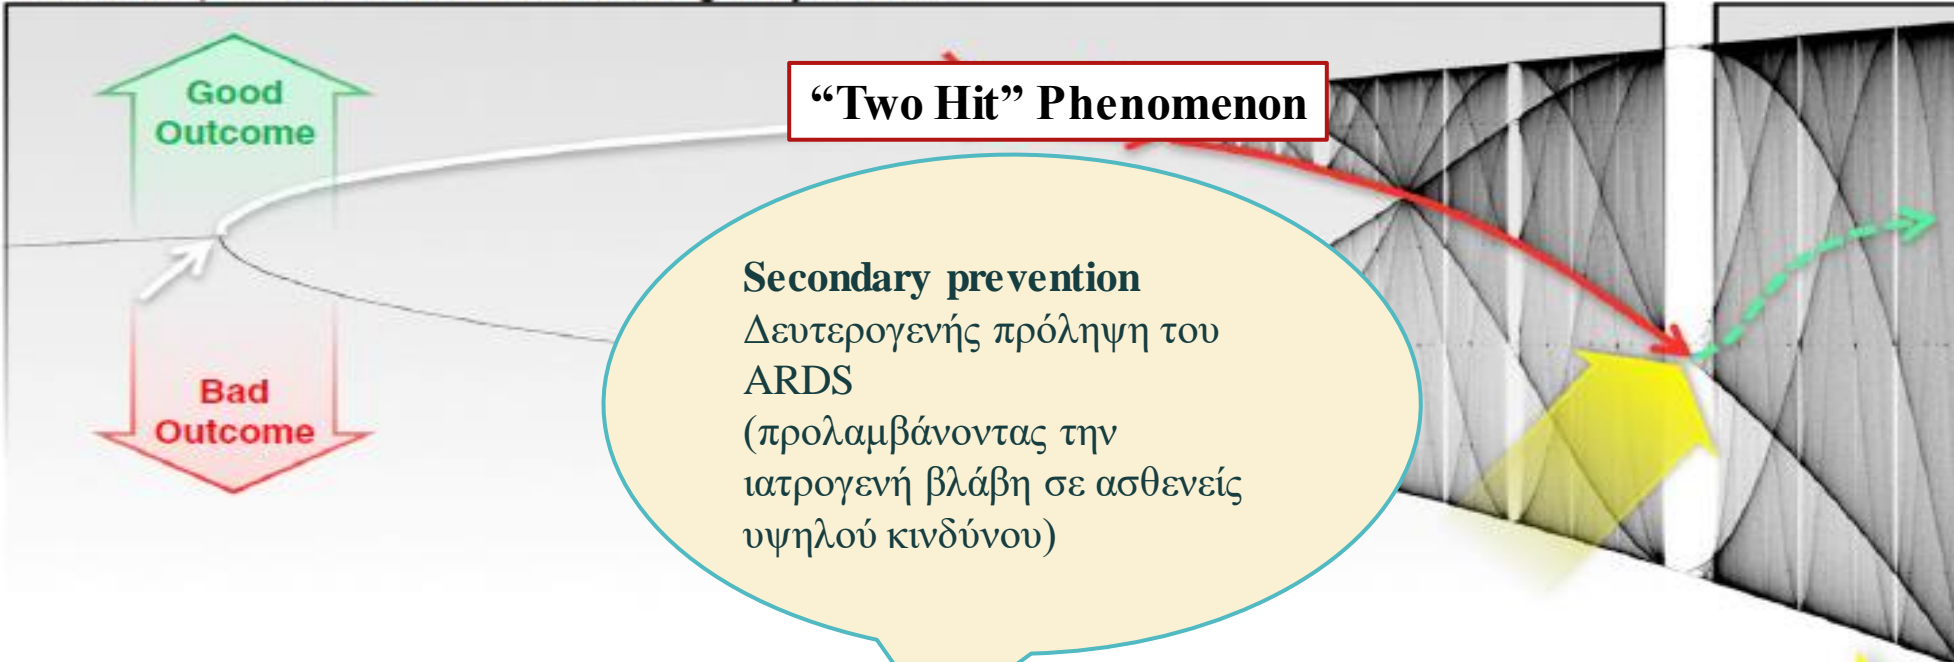 Good
Outcome
“Two Hit” Phenomenon
Secondary prevention
Δευτερογενής πρόληψη του
ARDS
(προλαμβάνοντας την
ιατρογενή βλάβη σε ασθενείς
υψηλού κινδύνου)
Bad
Outcome